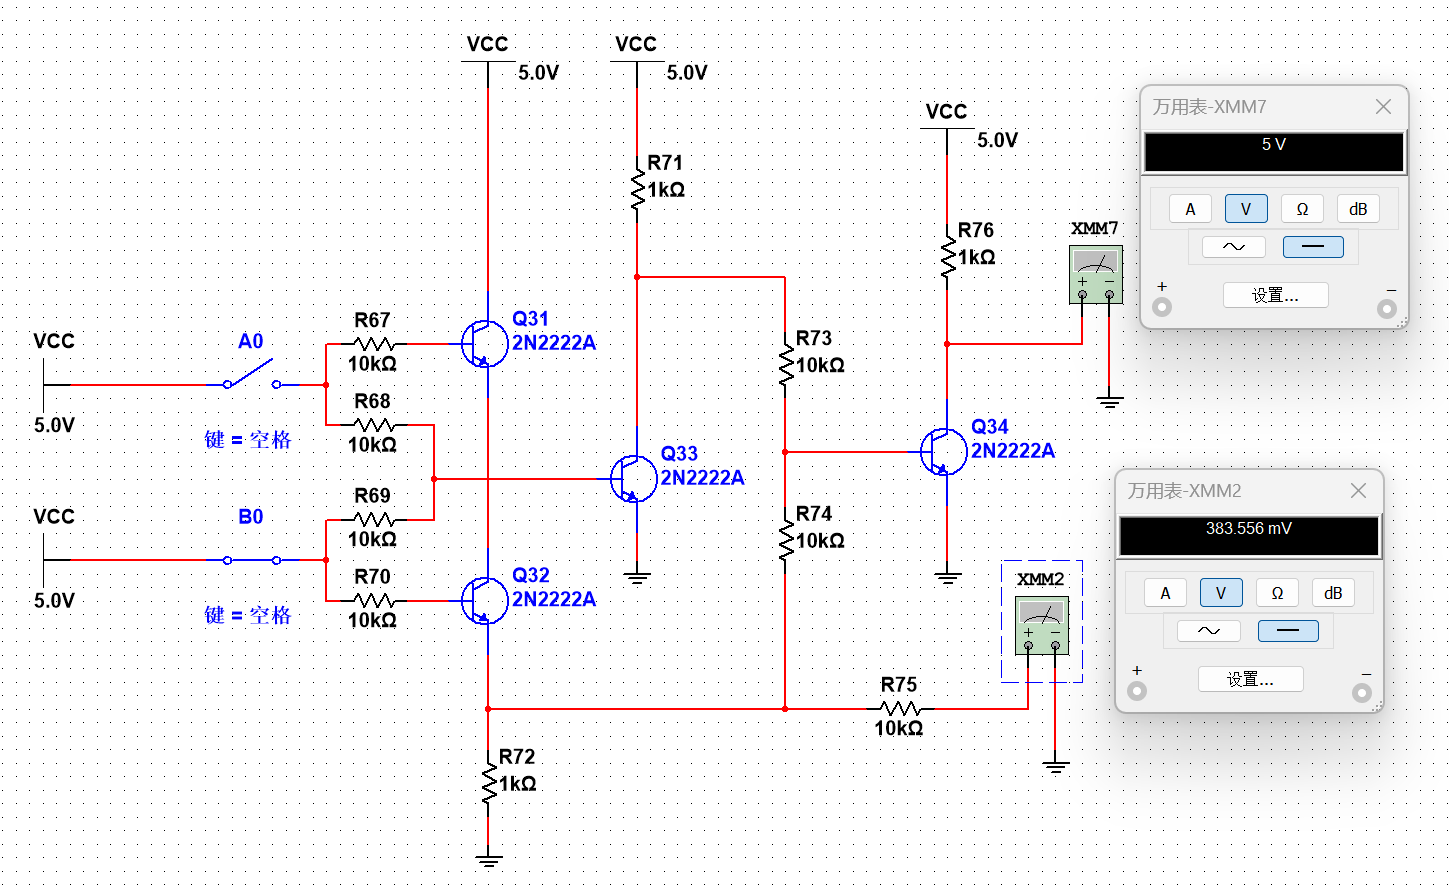 VCC
5.0V
VCC
5.0V
VCC
5.0V
R71
1kΩ
R76
1kΩ
XMM7
+ −
VCC
5.0V
A0
键 = 空格
R67
10kΩ
R68
10kΩ
Q31
2N2222A
R73
10kΩ
Q33
2N2222A
Q34
2N2222A
VCC
5.0V
B0
键 = 空格
R69
10kΩ
R70
10kΩ
Q32
2N2222A
R74
10kΩ
XMM2
+ −
R75
10kΩ
R72
1kΩ
万用表-XMM7
5 V
A V Ω dB
+ −
设置...
万用表-XMM2
383.556 mV
A V Ω dB
+ −
设置...